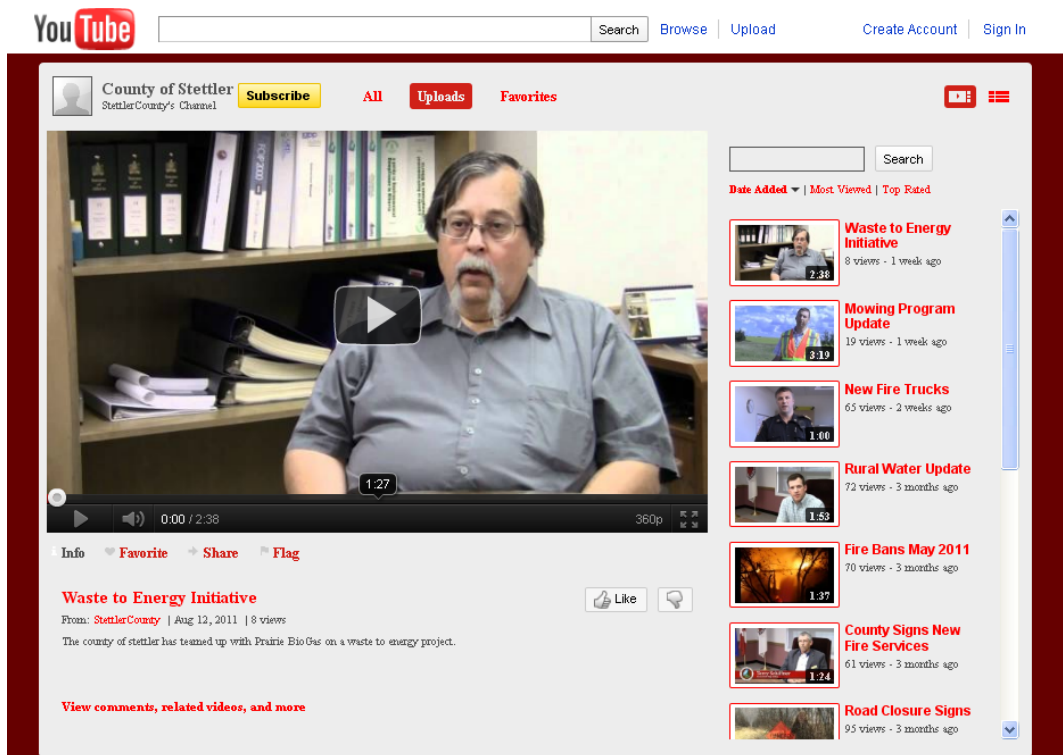 YouTube
Search
Browse
Upload
Create Account
Sign In
County of Stettler
StettlerCounty's Channel
Subscribe
All
Uploads
Favorites
Search
Date Added | Most Viewed | Top Rated
FOIP2000
1:27
0:00 / 2:38
360p
Info
Favorite
Share
Flag
Waste to Energy Initiative
Like
From: StettlerCounty | Aug 12, 2011 | 8 views
The county of stettler has teamed up with Prairie BioGas on a waste to energy project.
View comments, related videos, and more
2:38
Waste to Energy
Initiative
8 views - 1 week ago
3:19
Mowing Program
Update
19 views - 1 week ago
1:00
New Fire Trucks
65 views - 2 weeks ago
1:53
Rural Water Update
72 views - 3 months ago
1:37
Fire Bans May 2011
70 views - 3 months ago
1:24
County Signs New
Fire Services
61 views - 3 months ago
Road Closure Signs
95 views - 3 months ago